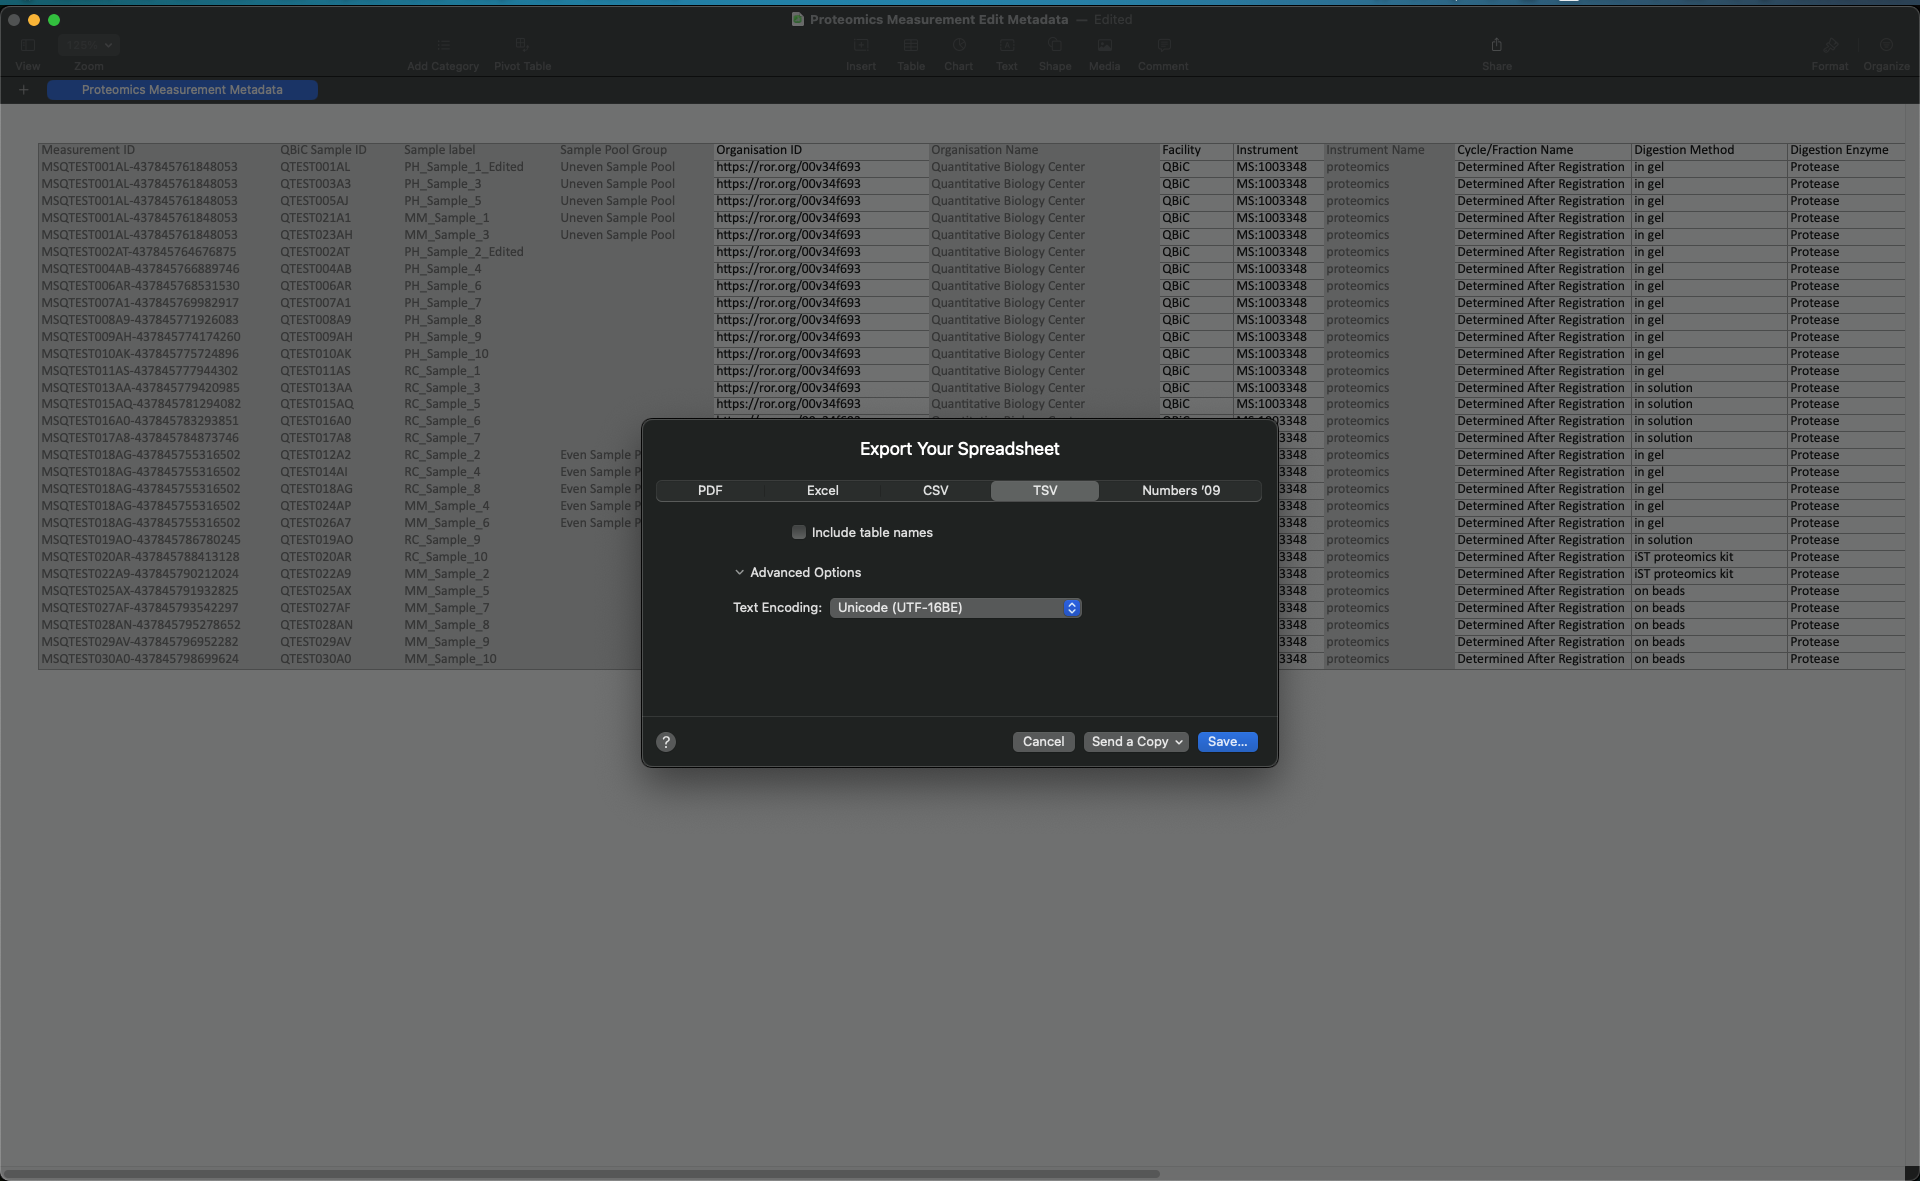 Proteomics Measurement Edit Metadata — Edited
View 125% Zoom Add Category Pivot Table Insert Table Chart Text Shape Media Comment Share Format Organize
+ Proteomics Measurement Metadata
Measurement ID QBiC Sample ID Sample label Sample Pool Group Organisation ID Organisation Name Facility Instrument Instrument Name Cycle/Fraction Name Digestion Method Digestion Enzyme
MSQTEST001AL-437845761848053 QTEST001AL PH_Sample_1_Edited Uneven Sample Pool https://ror.org/00v34f693 Quantitative Biology Center QBiC MS:1003348 proteomics Determined After Registration in gel Protease
MSQTEST001AL-437845761848053 QTEST003A3 PH_Sample_3 Uneven Sample Pool https://ror.org/00v34f693 Quantitative Biology Center QBiC MS:1003348 proteomics Determined After Registration in gel Protease
MSQTEST001AL-437845761848053 QTEST005AJ PH_Sample_5 Uneven Sample Pool https://ror.org/00v34f693 Quantitative Biology Center QBiC MS:1003348 proteomics Determined After Registration in gel Protease
MSQTEST001AL-437845761848053 QTEST021A1 MM_Sample_1 Uneven Sample Pool https://ror.org/00v34f693 Quantitative Biology Center QBiC MS:1003348 proteomics Determined After Registration in gel Protease
MSQTEST001AL-437845761848053 QTEST023AH MM_Sample_3 Uneven Sample Pool https://ror.org/00v34f693 Quantitative Biology Center QBiC MS:1003348 proteomics Determined After Registration in gel Protease
MSQTEST002AT-437845764676875 QTEST002AT PH_Sample_2_Edited https://ror.org/00v34f693 Quantitative Biology Center QBiC MS:1003348 proteomics Determined After Registration in gel Protease
MSQTEST004AB-437845766889746 QTEST004AB PH_Sample_4 https://ror.org/00v34f693 Quantitative Biology Center QBiC MS:1003348 proteomics Determined After Registration in gel Protease
MSQTEST006AR-437845768531530 QTEST006AR PH_Sample_6 https://ror.org/00v34f693 Quantitative Biology Center QBiC MS:1003348 proteomics Determined After Registration in gel Protease
MSQTEST007A1-437845769982917 QTEST007A1 PH_Sample_7 https://ror.org/00v34f693 Quantitative Biology Center QBiC MS:1003348 proteomics Determined After Registration in gel Protease
MSQTEST008A9-437845771926083 QTEST008A9 PH_Sample_8 https://ror.org/00v34f693 Quantitative Biology Center QBiC MS:1003348 proteomics Determined After Registration in gel Protease
MSQTEST009AH-437845774174260 QTEST009AH PH_Sample_9 https://ror.org/00v34f693 Quantitative Biology Center QBiC MS:1003348 proteomics Determined After Registration in gel Protease
MSQTEST010AK-437845775724896 QTEST010AK PH_Sample_10 https://ror.org/00v34f693 Quantitative Biology Center QBiC MS:1003348 proteomics Determined After Registration in gel Protease
MSQTEST011AS-437845777944302 QTEST011AS RC_Sample_1 https://ror.org/00v34f693 Quantitative Biology Center QBiC MS:1003348 proteomics Determined After Registration in gel Protease
MSQTEST013AA-437845779420985 QTEST013AA RC_Sample_3 https://ror.org/00v34f693 Quantitative Biology Center QBiC MS:1003348 proteomics Determined After Registration in solution Protease
MSQTEST015AQ-437845781294082 QTEST015AQ RC_Sample_5 https://ror.org/00v34f693 Quantitative Biology Center QBiC MS:1003348 proteomics Determined After Registration in solution Protease
MSQTEST016A0-437845783293851 QTEST016A0 RC_Sample_6 3348 proteomics Determined After Registration in solution Protease
MSQTEST017A8-437845784873746 QTEST017A8 RC_Sample_7 3348 proteomics Determined After Registration in solution Protease
MSQTEST018AG-437845755316502 QTEST012A2 RC_Sample_2 Even Sample P 3348 proteomics Determined After Registration in gel Protease
MSQTEST018AG-437845755316502 QTEST014AI RC_Sample_4 Even Sample P 3348 proteomics Determined After Registration in gel Protease
MSQTEST018AG-437845755316502 QTEST018AG RC_Sample_8 Even Sample P 3348 proteomics Determined After Registration in gel Protease
MSQTEST018AG-437845755316502 QTEST024AP MM_Sample_4 Even Sample P 3348 proteomics Determined After Registration in gel Protease
MSQTEST018AG-437845755316502 QTEST026A7 MM_Sample_6 Even Sample P 3348 proteomics Determined After Registration in gel Protease
MSQTEST019AO-437845786780245 QTEST019AO RC_Sample_9 3348 proteomics Determined After Registration in solution Protease
MSQTEST020AR-437845788413128 QTEST020AR RC_Sample_10 3348 proteomics Determined After Registration iST proteomics kit Protease
MSQTEST022A9-437845790212024 QTEST022A9 MM_Sample_2 3348 proteomics Determined After Registration iST proteomics kit Protease
MSQTEST025AX-437845791932825 QTEST025AX MM_Sample_5 3348 proteomics Determined After Registration on beads Protease
MSQTEST027AF-437845793542297 QTEST027AF MM_Sample_7 3348 proteomics Determined After Registration on beads Protease
MSQTEST028AN-437845795278652 QTEST028AN MM_Sample_8 3348 proteomics Determined After Registration on beads Protease
MSQTEST029AV-437845796952282 QTEST029AV MM_Sample_9 3348 proteomics Determined After Registration on beads Protease
MSQTEST030A0-437845798699624 QTEST030A0 MM_Sample_10 3348 proteomics Determined After Registration on beads Protease
Export Your Spreadsheet
PDF Excel CSV TSV Numbers '09
Include table names
Advanced Options
Text Encoding: Unicode (UTF-16BE)
? Cancel Send a Copy Save...